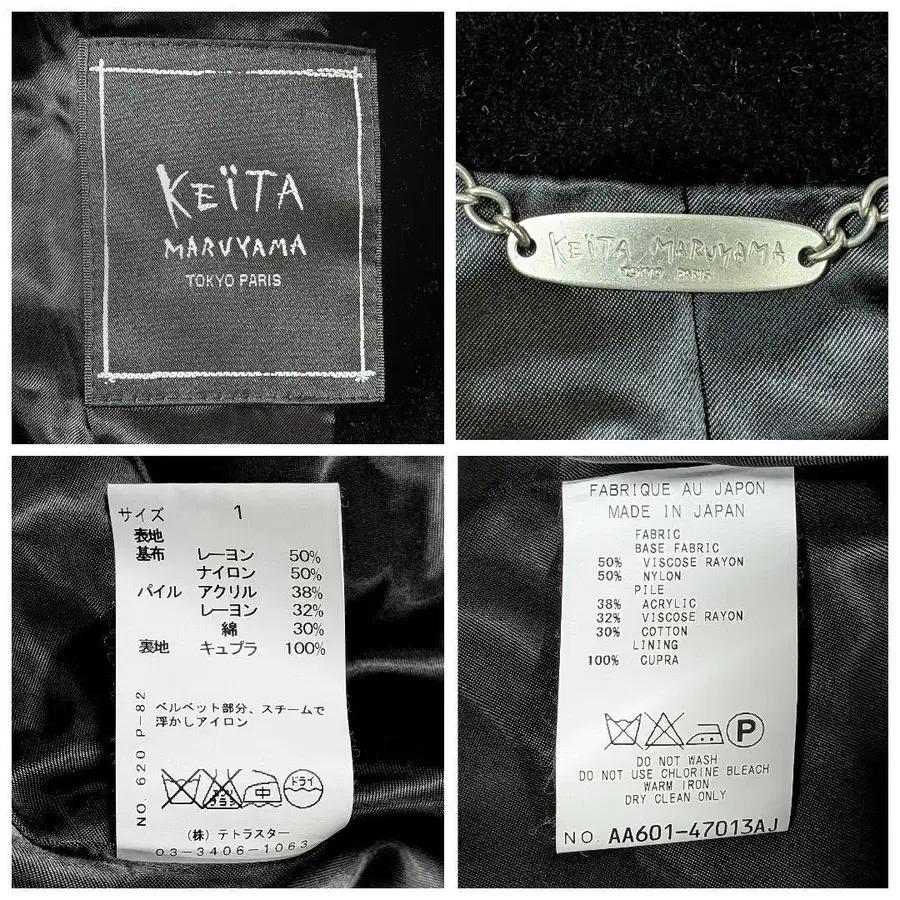 KEÏTA
MARUYAMA
TOKYO PARIS
KEÏTA MARUYAMA
TOKYO PARIS
サイズ 1
表地
基布 レーヨン 50%
ナイロン 50%
パイル アクリル 38%
レーヨン 32%
綿 30%
裏地 キュプラ 100%
ベルベット部分、スチームで
浮かしアイロン
NO. 620 P-82
エンソ
サラシ
中
ドライ
(株) テトラスター
03-3406-1063
FABRIQUE AU JAPON
MADE IN JAPAN
FABRIC
BASE FABRIC
50% VISCOSE RAYON
50% NYLON
PILE
38% ACRYLIC
32% VISCOSE RAYON
30% COTTON
LINING
100% CUPRA
P
DO NOT WASH
DO NOT USE CHLORINE BLEACH
WARM IRON
DRY CLEAN ONLY
NO. AA601-47013AJ